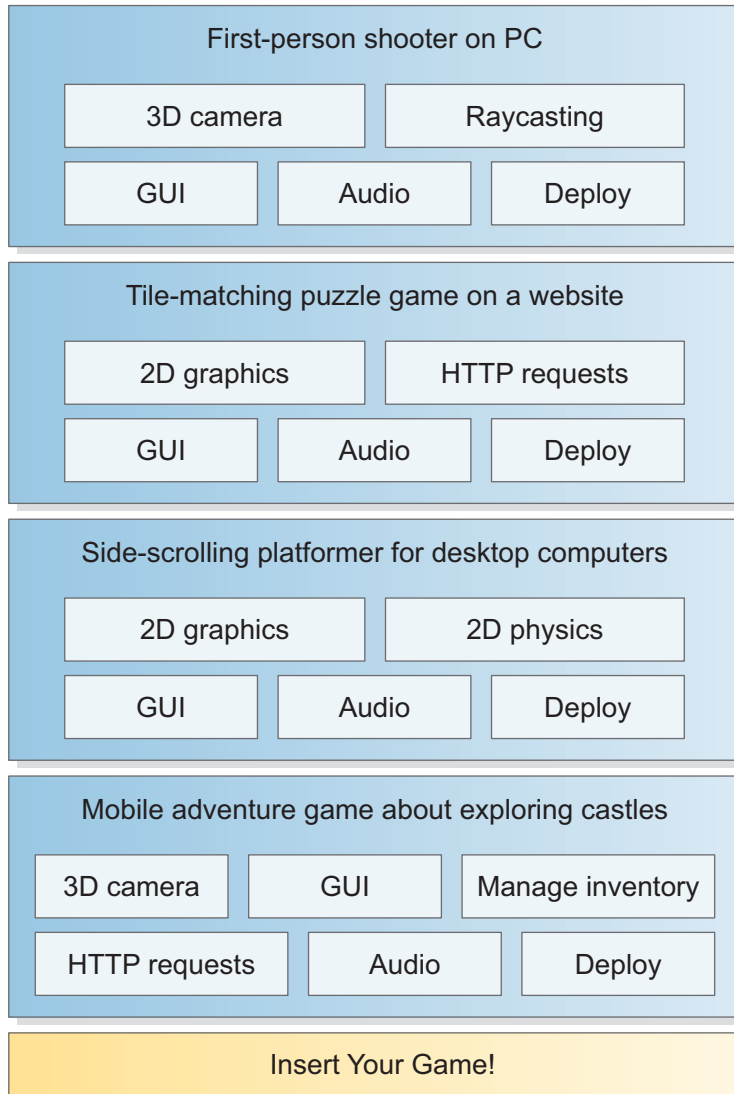 First-person shooter on PC
3D camera
Raycasting
GUI
Audio
Deploy
Tile-matching puzzle game on a website
2D graphics
HTTP requests
GUI
Audio
Deploy
Side-scrolling platformer for desktop computers
2D graphics
2D physics
GUI
Audio
Deploy
Mobile adventure game about exploring castles
3D camera
GUI
Manage inventory
HTTP requests
Audio
Deploy
Insert Your Game!